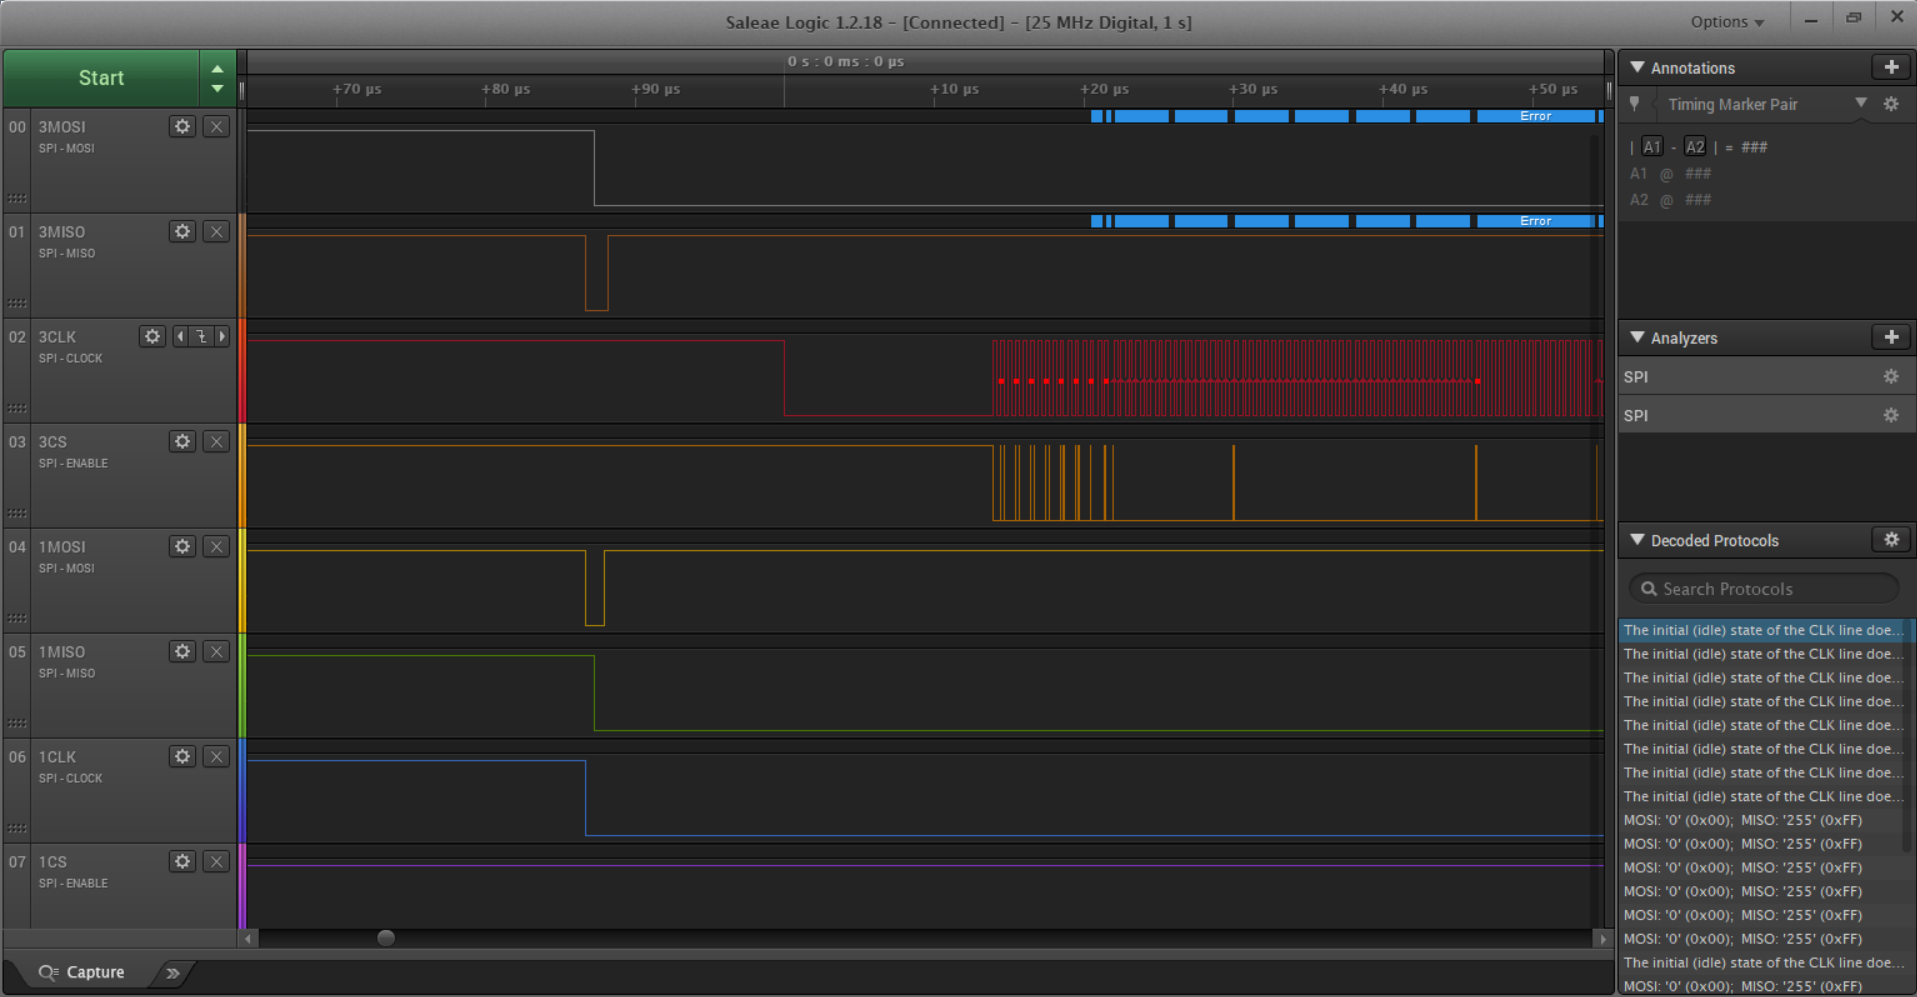 Saleae Logic 1.2.18 - [Connected] - [25 MHz Digital, 1 s]
Options
Start
0 s : 0 ms : 0 µs
+70 µs +80 µs +90 µs +10 µs +20 µs +30 µs +40 µs +50 µs
00 3MOSI
SPI - MOSI
Error
01 3MISO
SPI - MISO
Error
02 3CLK
SPI - CLOCK
03 3CS
SPI - ENABLE
04 1MOSI
SPI - MOSI
05 1MISO
SPI - MISO
06 1CLK
SPI - CLOCK
07 1CS
SPI - ENABLE
Capture
Annotations
Timing Marker Pair
| A1 - A2 | = ###
A1 @ ###
A2 @ ###
Analyzers
SPI
SPI
Decoded Protocols
Search Protocols
The initial (idle) state of the CLK line doe...
The initial (idle) state of the CLK line doe...
The initial (idle) state of the CLK line doe...
The initial (idle) state of the CLK line doe...
The initial (idle) state of the CLK line doe...
The initial (idle) state of the CLK line doe...
The initial (idle) state of the CLK line doe...
The initial (idle) state of the CLK line doe...
MOSI: '0' (0x00); MISO: '255' (0xFF)
MOSI: '0' (0x00); MISO: '255' (0xFF)
MOSI: '0' (0x00); MISO: '255' (0xFF)
MOSI: '0' (0x00); MISO: '255' (0xFF)
MOSI: '0' (0x00); MISO: '255' (0xFF)
MOSI: '0' (0x00); MISO: '255' (0xFF)
The initial (idle) state of the CLK line doe...
MOSI: '0' (0x00); MISO: '255' (0xFF)